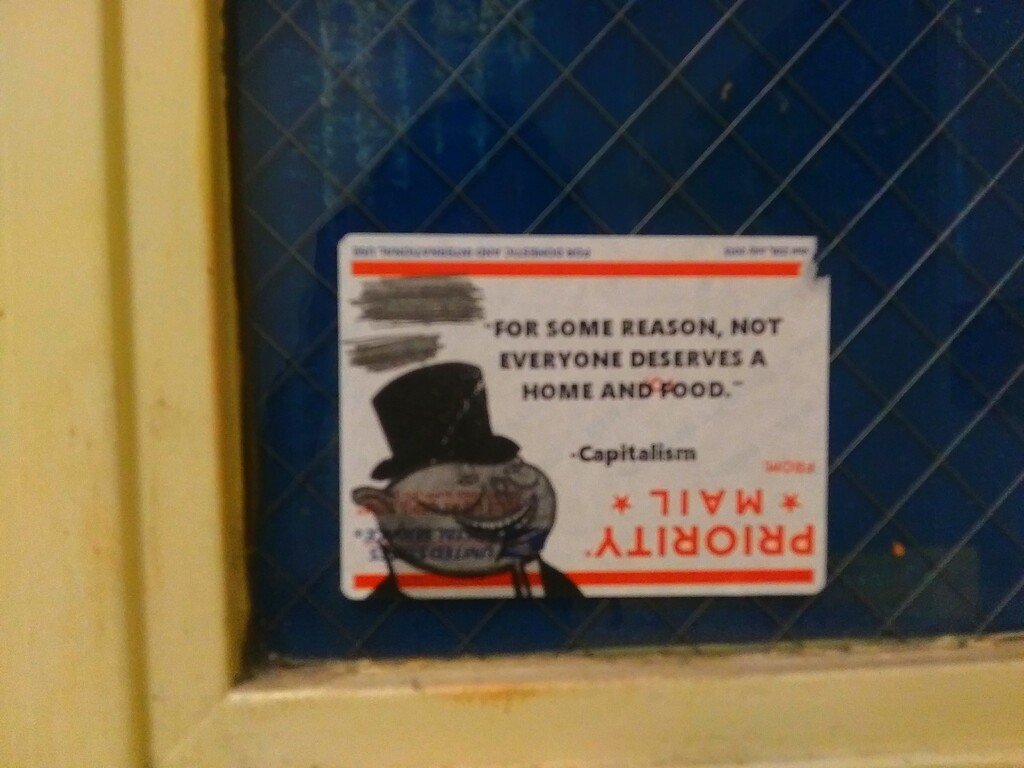 FOR DOMESTIC AND INTERNATIONAL USE
"FOR SOME REASON, NOT
EVERYONE DESERVES A
HOME AND FOOD."
-Capitalism
FROM:
★ MAIL ★
PRIORITY
UNITED STATES
POSTAL SERVICE®